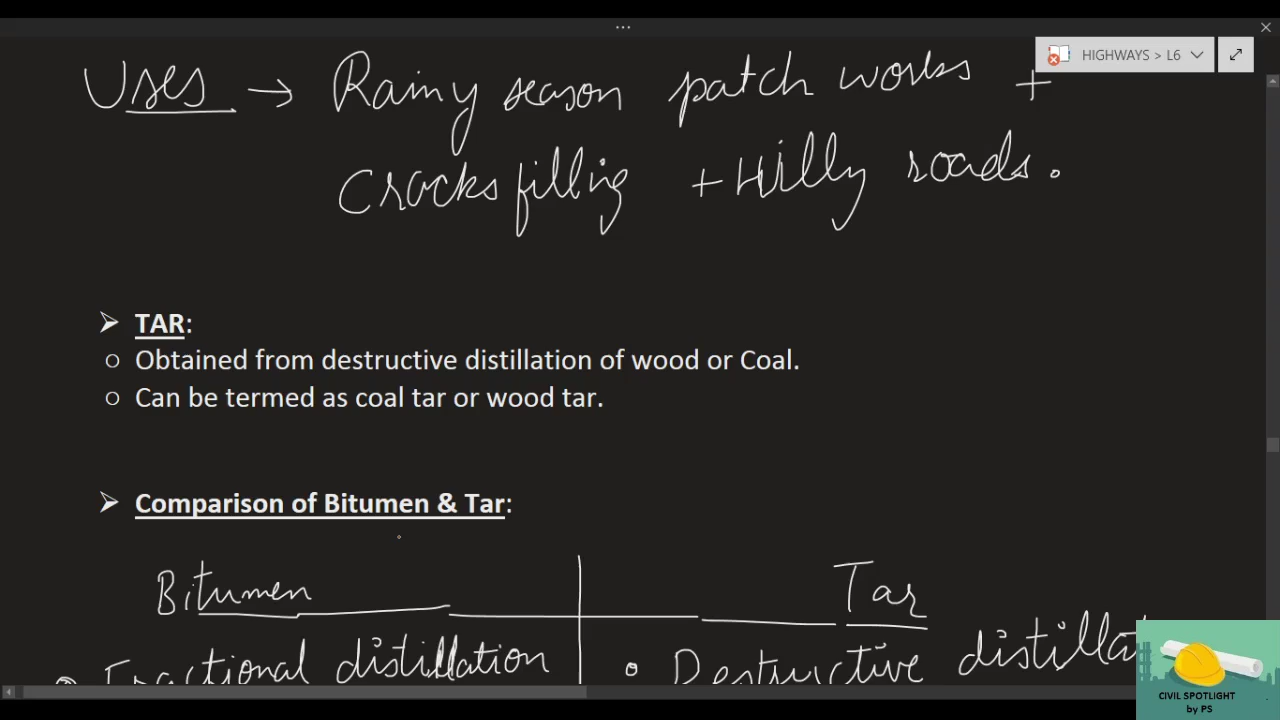 HIGHWAYS > L6
Uses → Rainy season patch works +
Cracks filling + Hilly roads.
➢ TAR:
○ Obtained from destructive distillation of wood or Coal.
○ Can be termed as coal tar or wood tar.
➢ Comparison of Bitumen & Tar:
Bitumen Tar
Fractional distillation • Destructive
CIVIL SPOTLIGHT
by PS